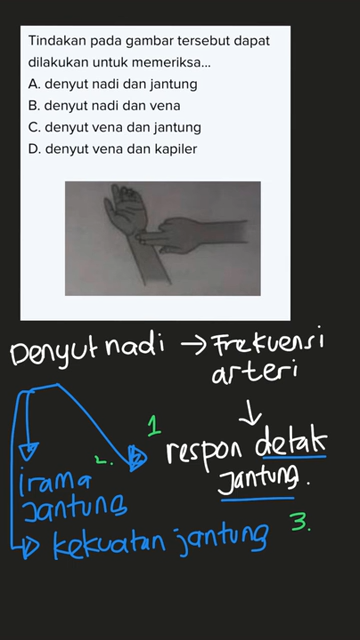 Tindakan pada gambar tersebut dapat
dilakukan untuk memeriksa...
A. denyut nadi dan jantung
B. denyut nadi dan vena
C. denyut vena dan jantung
D. denyut vena dan kapiler
Denyut nadi → Frekuensi
arteri
1 respon detak
jantung.
2. irama
jantung
kekuatan jantung 3.